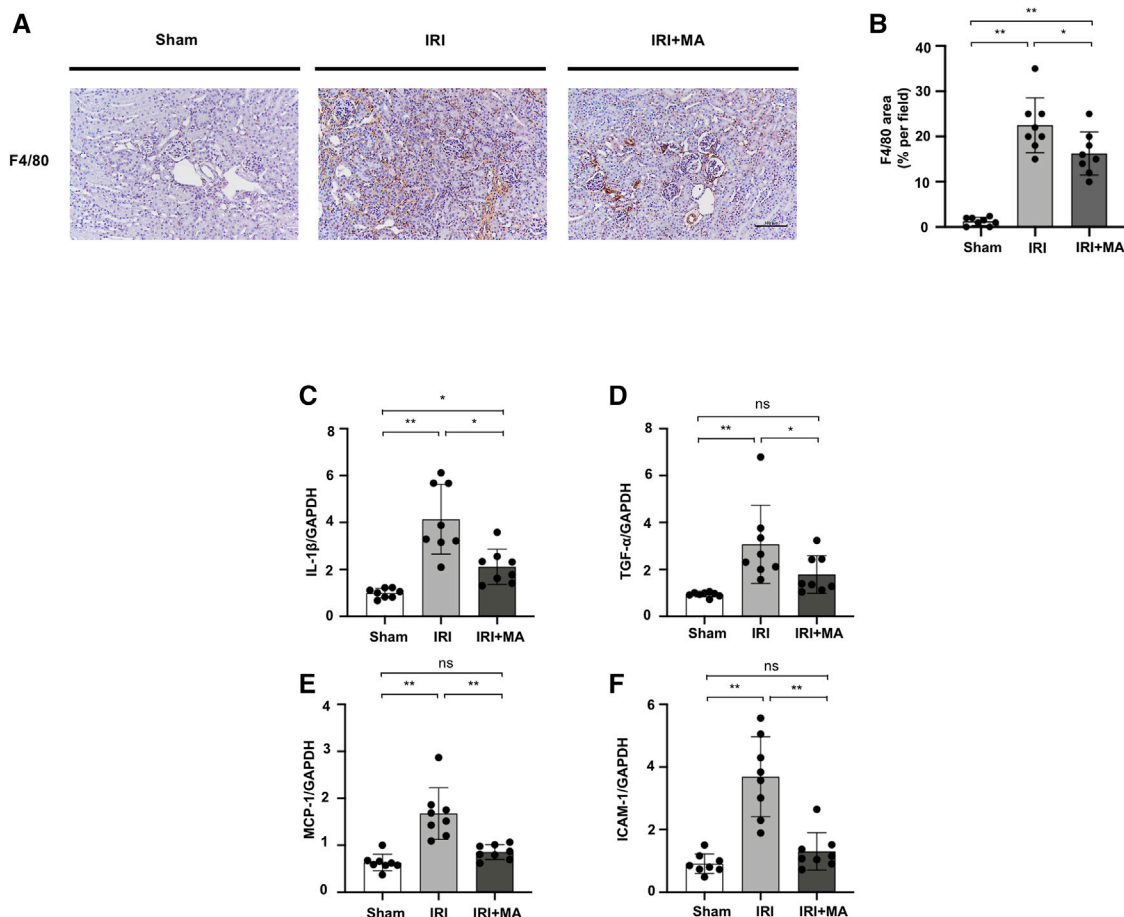 A
Sham
IRI
IRI+MA
F4/80
B
**
**
*
F4/80 area
(% per field)
40
30
20
10
0
Sham
IRI
IRI+MA
C
*
**
*
IL-1β/GAPDH
8
6
4
2
0
Sham
IRI
IRI+MA
D
ns
**
*
TGF-α/GAPDH
8
6
4
2
0
Sham
IRI
IRI+MA
E
ns
**
**
MCP-1/GAPDH
4
3
2
1
0
Sham
IRI
IRI+MA
F
ns
**
**
ICAM-1/GAPDH
6
4
2
0
Sham
IRI
IRI+MA